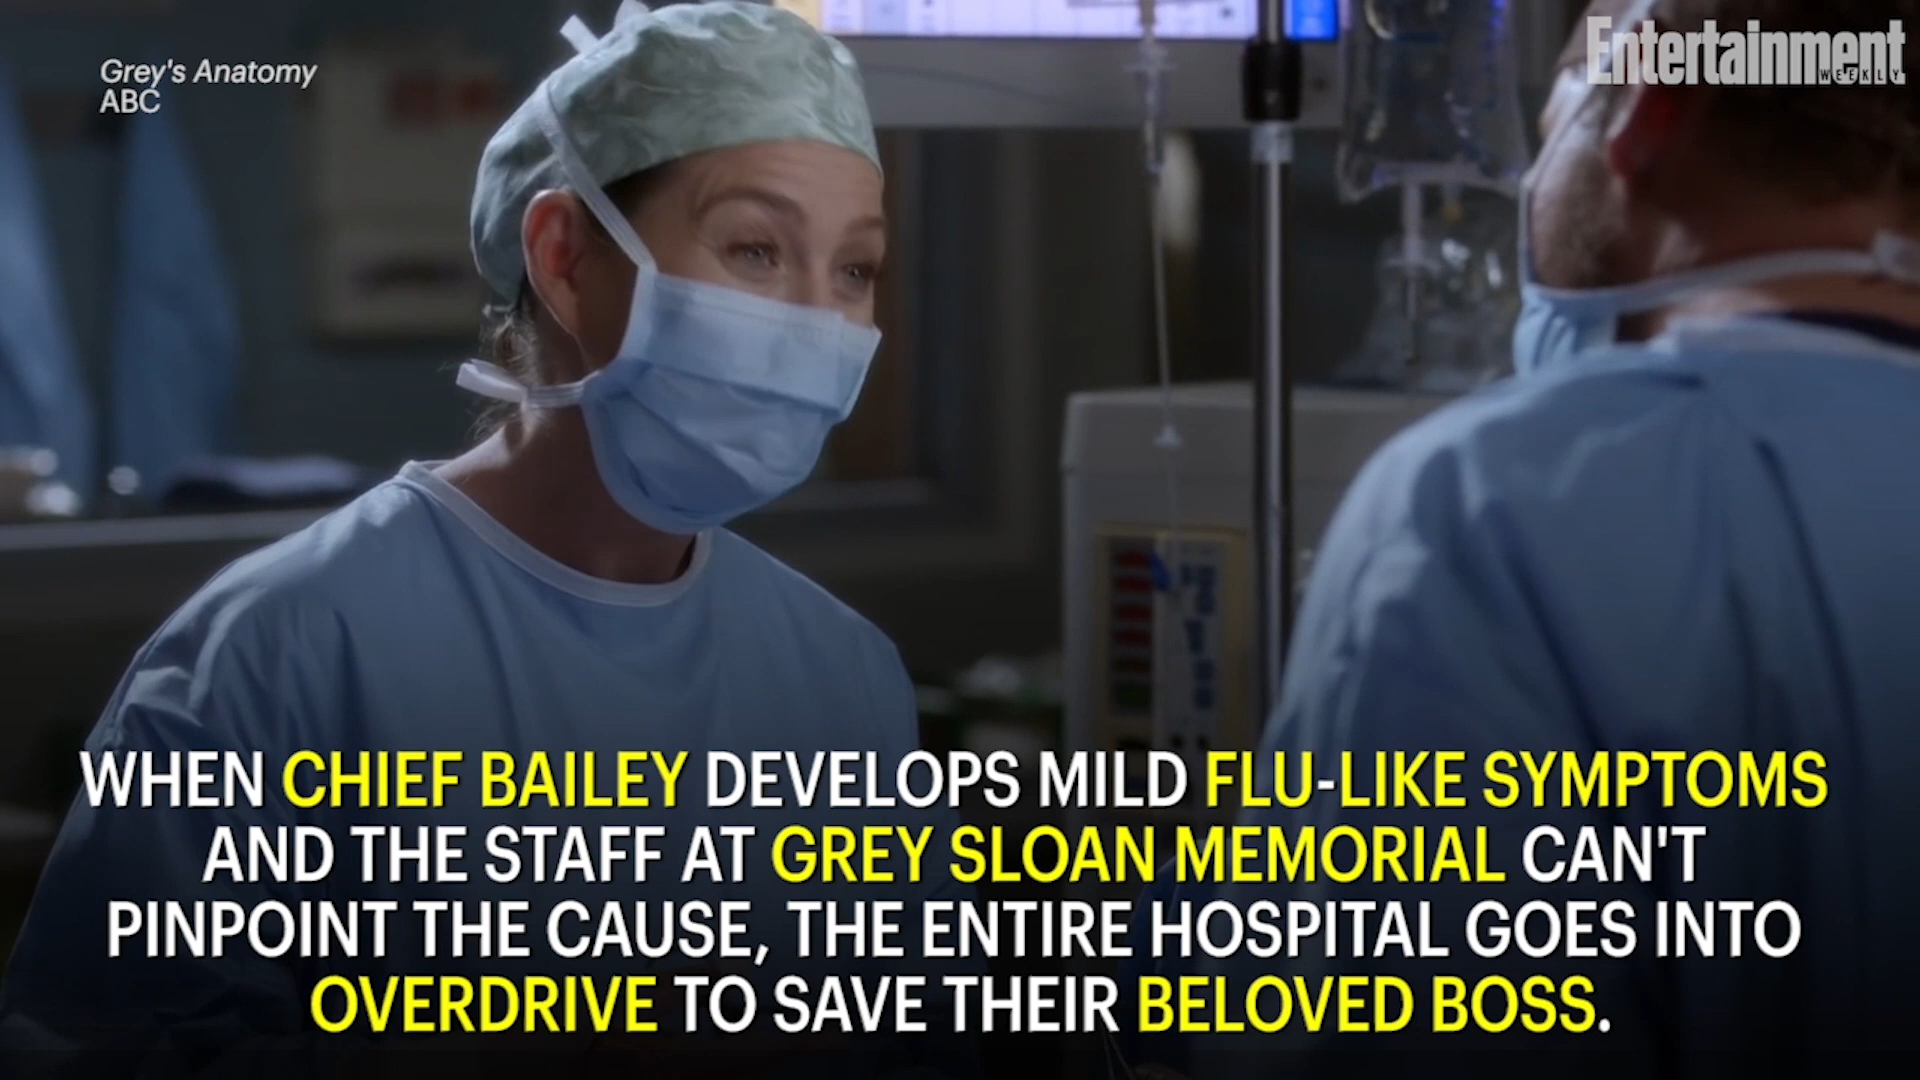 Grey's Anatomy
ABC
Entertainment
WEEKLY
WHEN CHIEF BAILEY DEVELOPS MILD FLU-LIKE SYMPTOMS
AND THE STAFF AT GREY SLOAN MEMORIAL CAN'T
PINPOINT THE CAUSE, THE ENTIRE HOSPITAL GOES INTO
OVERDRIVE TO SAVE THEIR BELOVED BOSS.